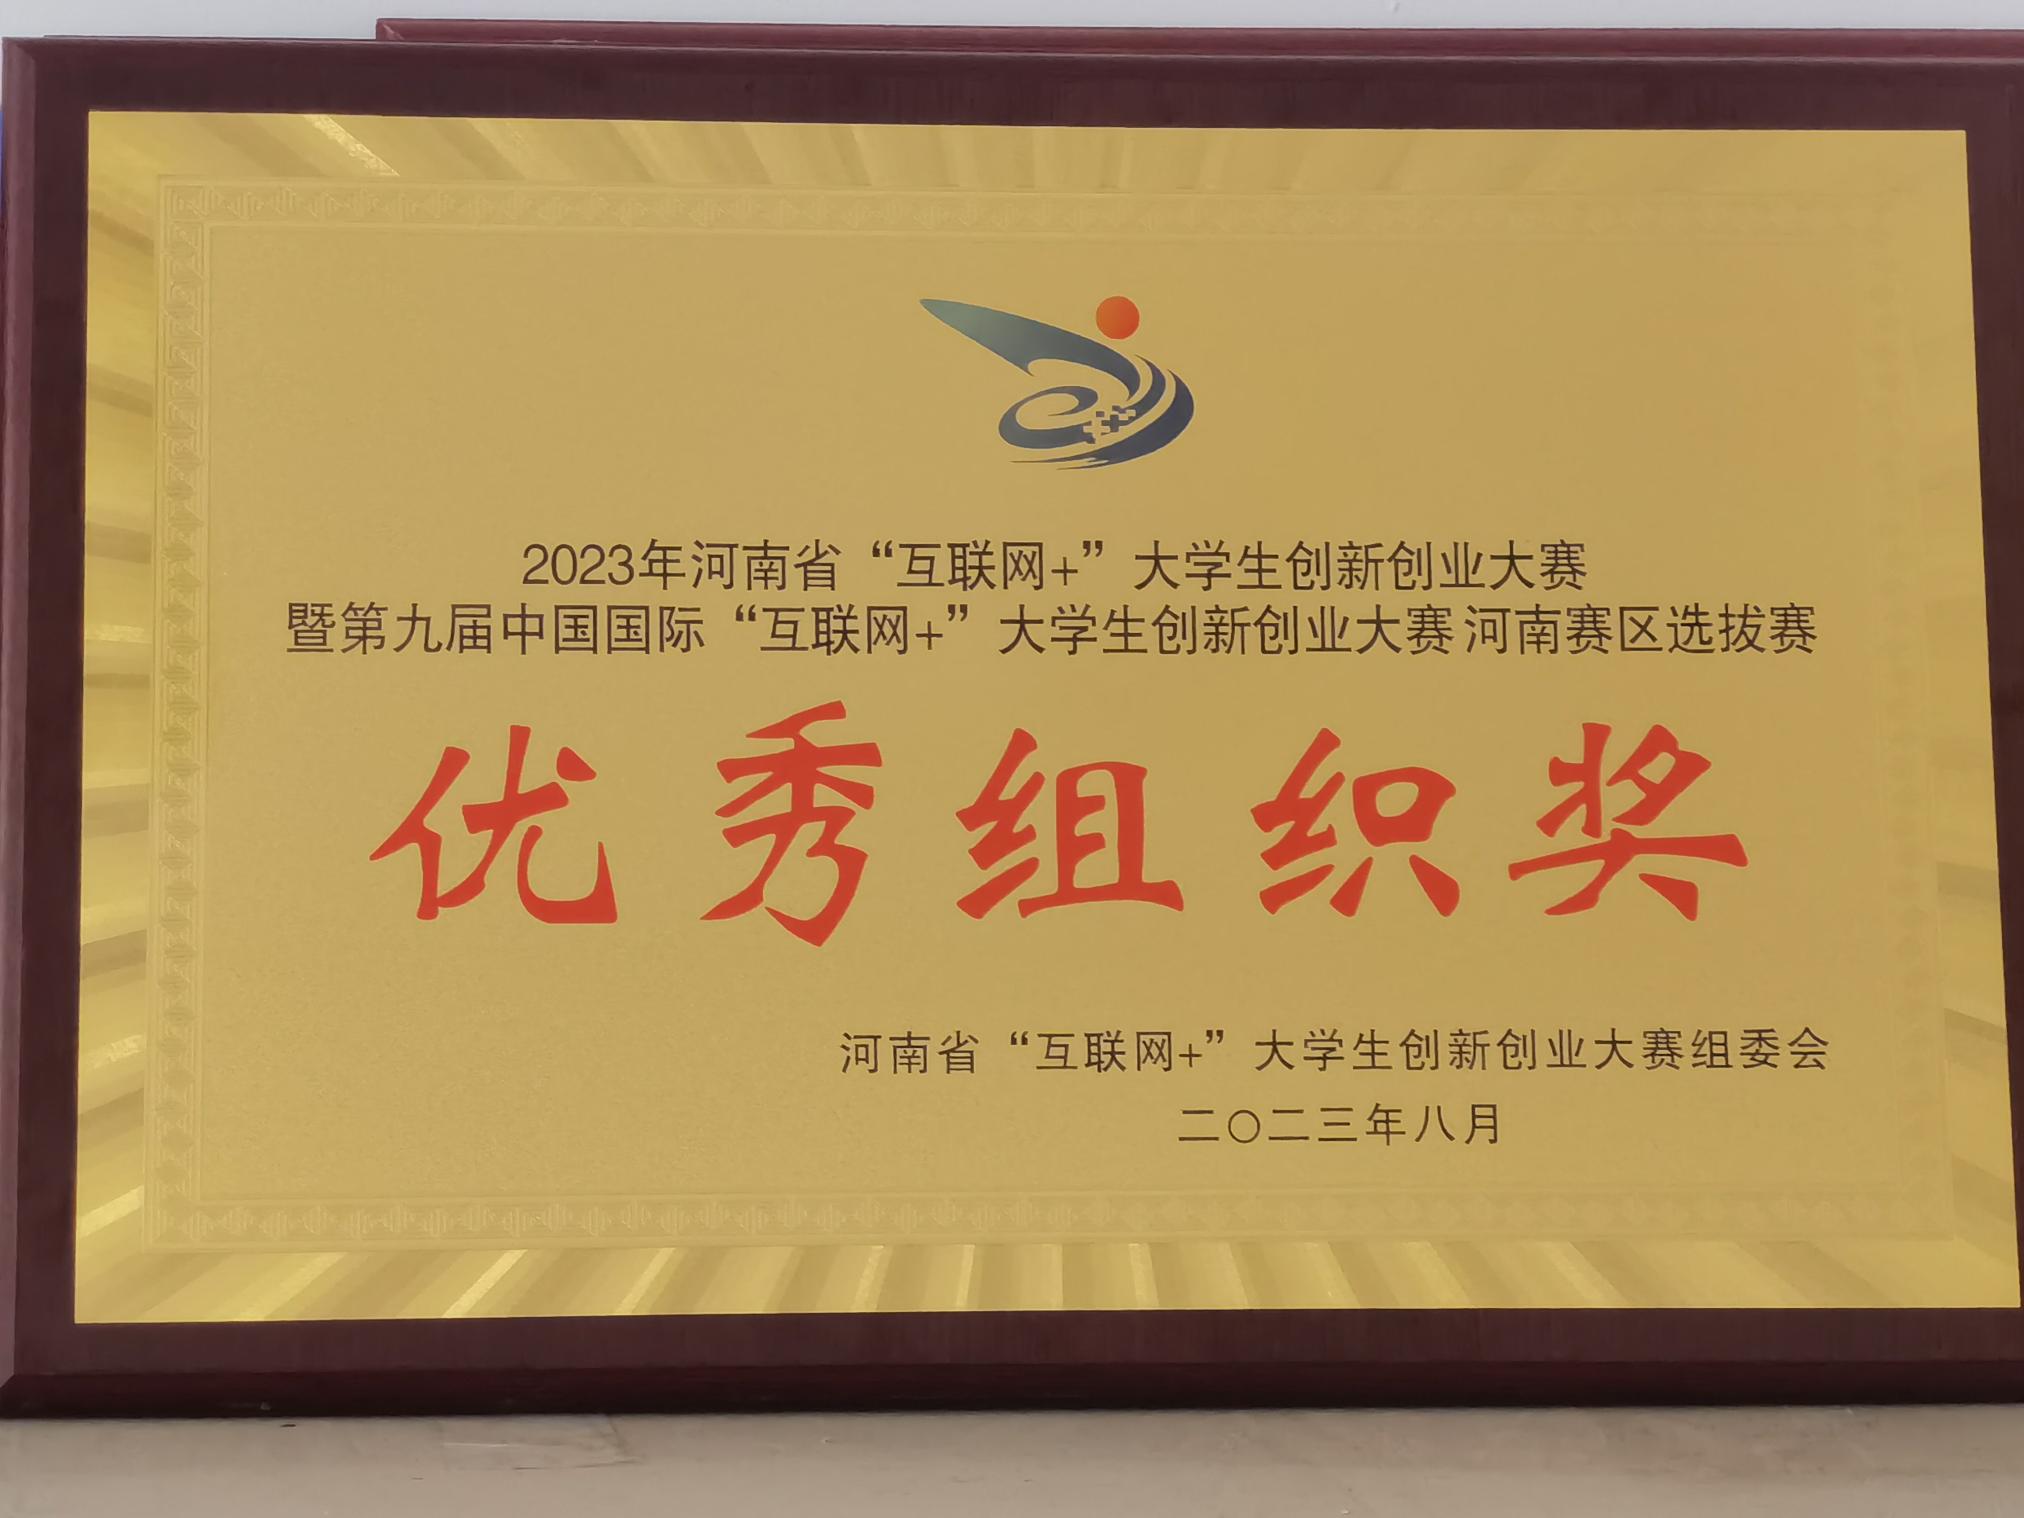 2023年河南省“互联网+”大学生创新创业大赛
暨第九届中国国际“互联网+”大学生创新创业大赛 河南赛区选拔赛
优秀组织奖
河南省“互联网+”大学生创新创业大赛组委会
二〇二三年八月